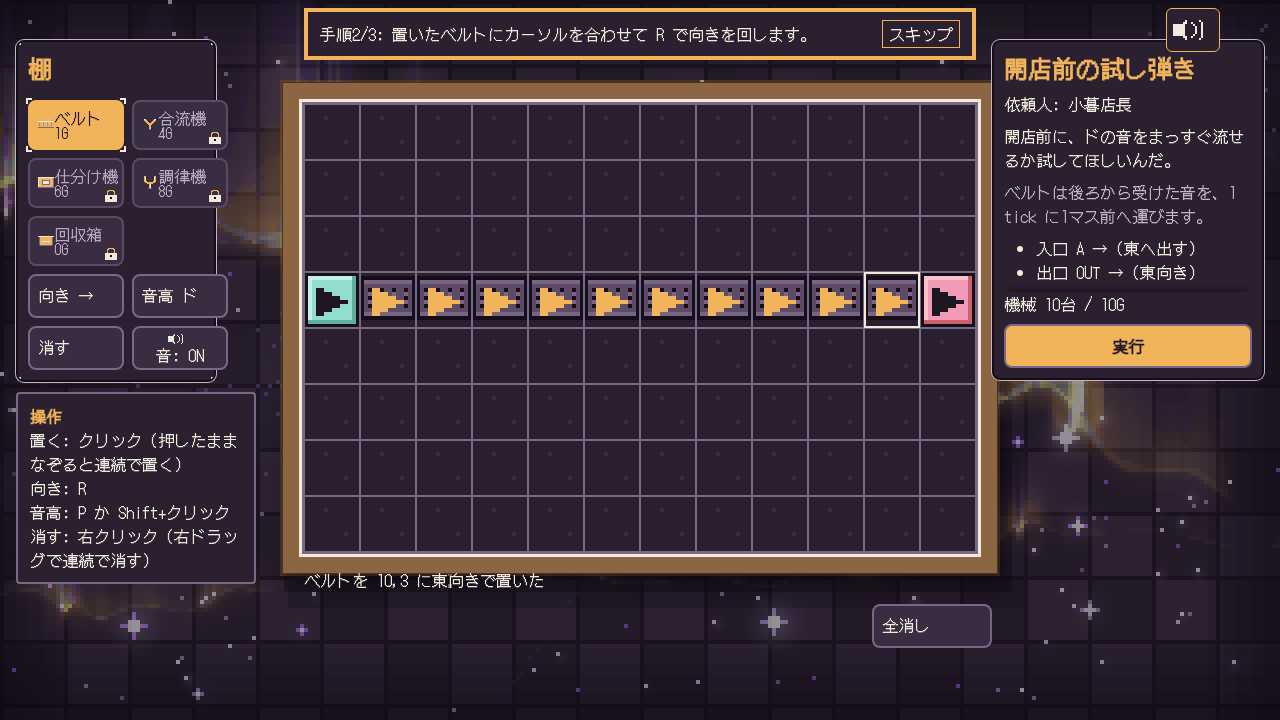 手順2/3: 置いたベルトにカーソルを合わせて R で向きを回します。
スキップ
棚
ベルト
1G
合流機
4G
仕分け機
6G
調律機
8G
回収箱
0G
向き →
音高 ド
消す
音: ON
操作
置く: クリック（押したまま
なぞると連続で置く）
向き: R
音高: P か Shift+クリック
消す: 右クリック（右ドラッ
グで連続で消す）
開店前の試し弾き
依頼人: 小暮店長
開店前に、ドの音をまっすぐ流せ
るか試してほしいんだ。
ベルトは後ろから受けた音を、1
tick に1マス前へ運びます。
• 入口 A →（東へ出す）
• 出口 OUT →（東向き）
機械 10台 / 10G
実行
ベルトを 10,3 に東向きで置いた
全消し